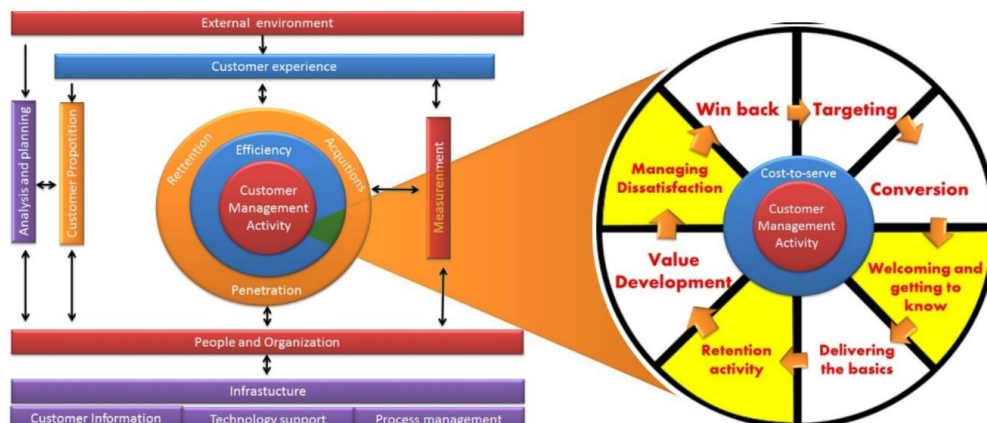 External environment
Customer experience
Analysis and planning
Customer Propotition
Rettention
Acquitions
Efficiency
Customer
Management
Activity
Penetration
Measurenment
People and Organization
Infrastucture
Customer Information
Technology support
Process management
Win back
Targeting
Conversion
Welcoming and
getting to
know
Delivering
the basics
Retention
activity
Value
Development
Managing
Dissatisfaction
Cost-to-serve
Customer
Management
Activity